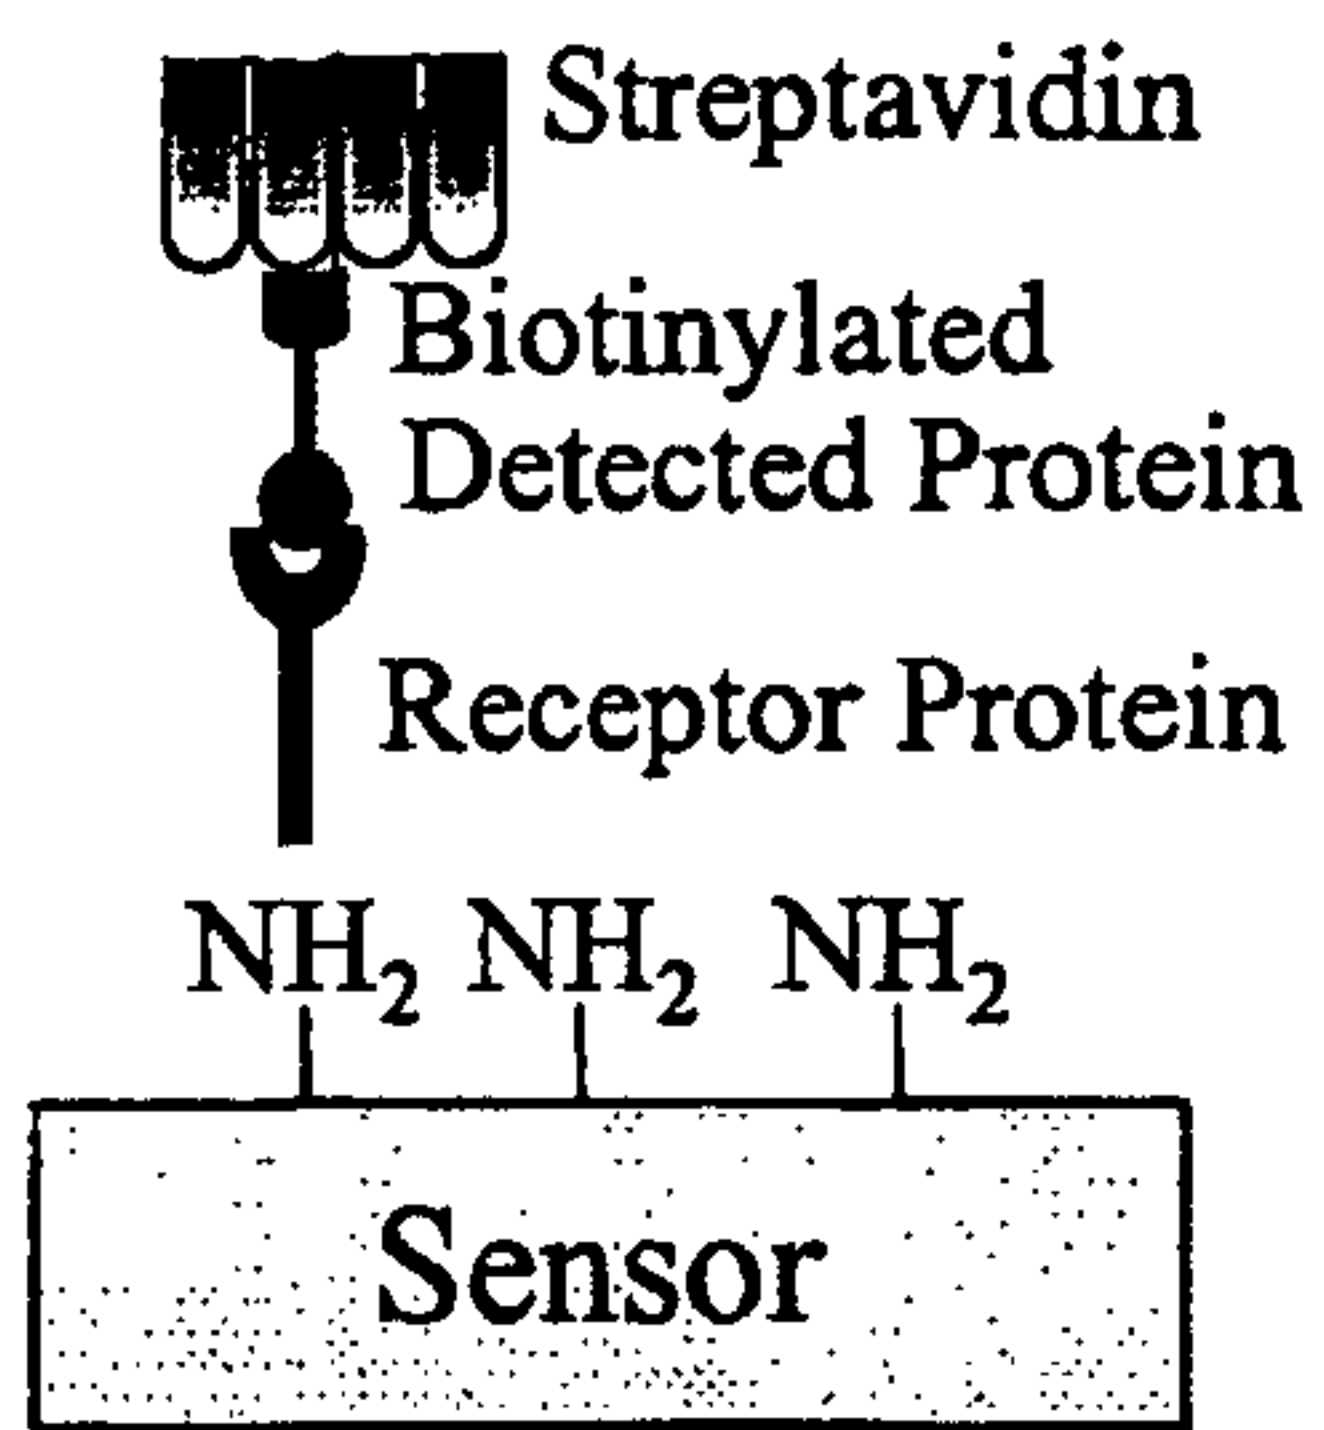 Streptavidin
Biotinylated
Detected Protein
Receptor Protein
NH2 NH2 NH2
Sensor